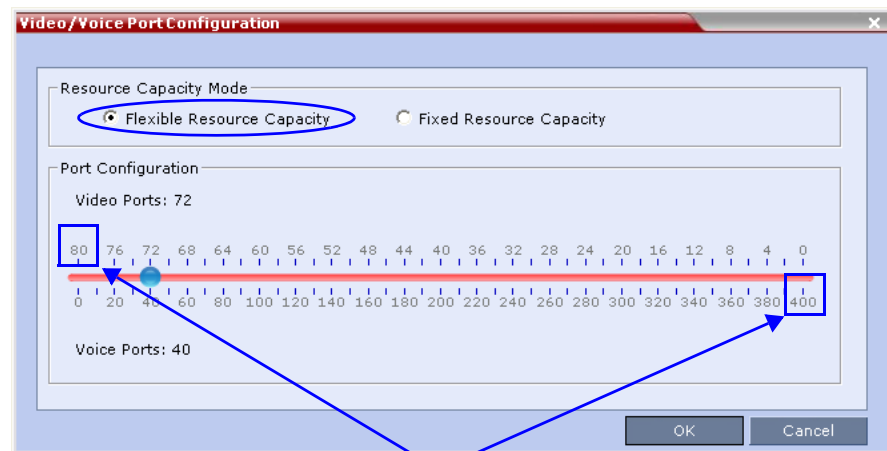 Video/Voice Port Configuration
Resource Capacity Mode
Flexible Resource Capacity
Fixed Resource Capacity
Port Configuration
Video Ports: 72
80 76 72 68 64 60 56 52 48 44 40 36 32 28 24 20 16 12 8 4 0
0 20 40 60 80 100 120 140 160 180 200 220 240 260 280 300 320 340 360 380 400
Voice Ports: 40
OK Cancel